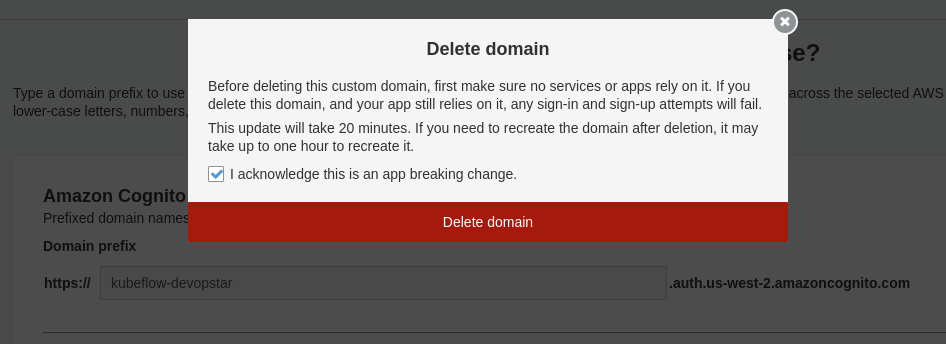 Delete domain
se?
Before deleting this custom domain, first make sure no services or apps rely on it. If you
delete this domain, and your app still relies on it, any sign-in and sign-up attempts will fail.
This update will take 20 minutes. If you need to recreate the domain after deletion, it may
take up to one hour to recreate it.
I acknowledge this is an app breaking change.
Delete domain
Type a domain prefix to use
across the selected AWS
lower-case letters, numbers,
Amazon Cognito
Prefixed domain names
Domain prefix
https:// kubeflow-devopstar .auth.us-west-2.amazoncognito.com